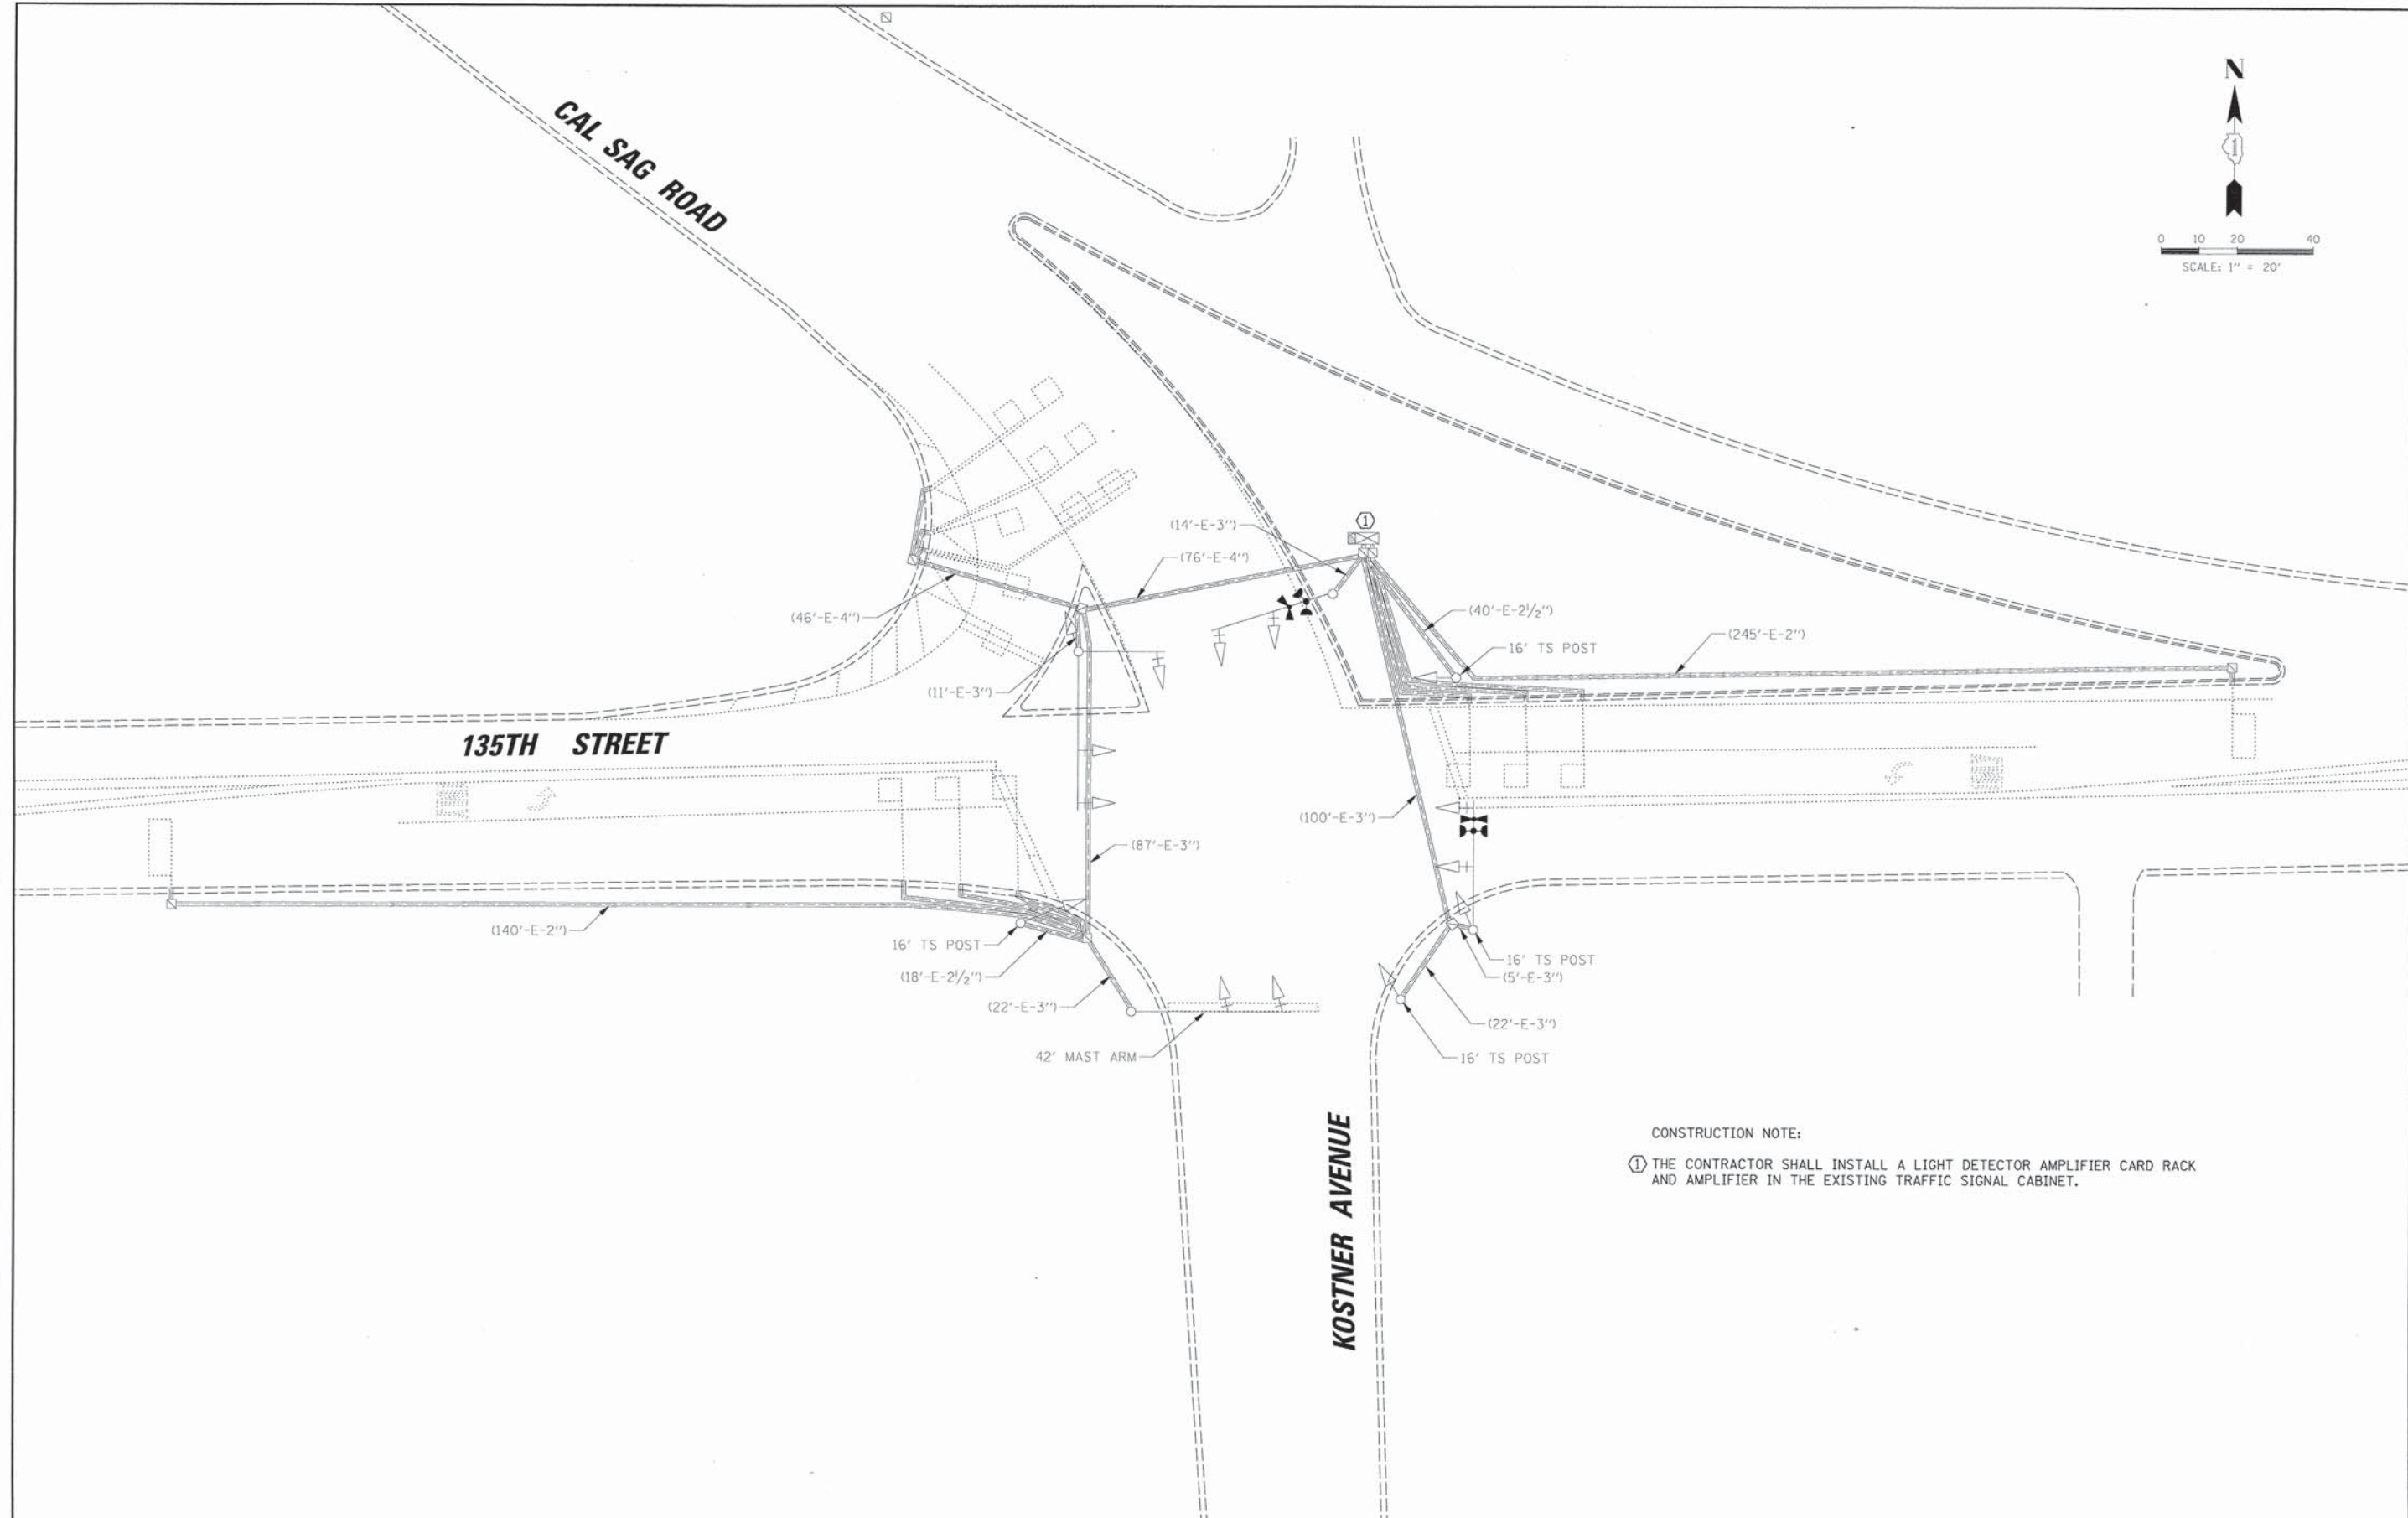 N
1
0 10 20 40
SCALE: 1" = 20'
CAL SAG ROAD
1
(14'-E-3")
(76'-E-4")
(46'-E-4")
(40'-E-2½")
(245'-E-2")
16' TS POST
(11'-E-3")
135TH STREET
(100'-E-3")
(87'-E-3")
(140'-E-2")
16' TS POST
(18'-E-2½")
(22'-E-3")
16' TS POST
(5'-E-3")
(22'-E-3")
42' MAST ARM
16' TS POST
KOSTNER AVENUE
CONSTRUCTION NOTE:
1 THE CONTRACTOR SHALL INSTALL A LIGHT DETECTOR AMPLIFIER CARD RACK
AND AMPLIFIER IN THE EXISTING TRAFFIC SIGNAL CABINET.